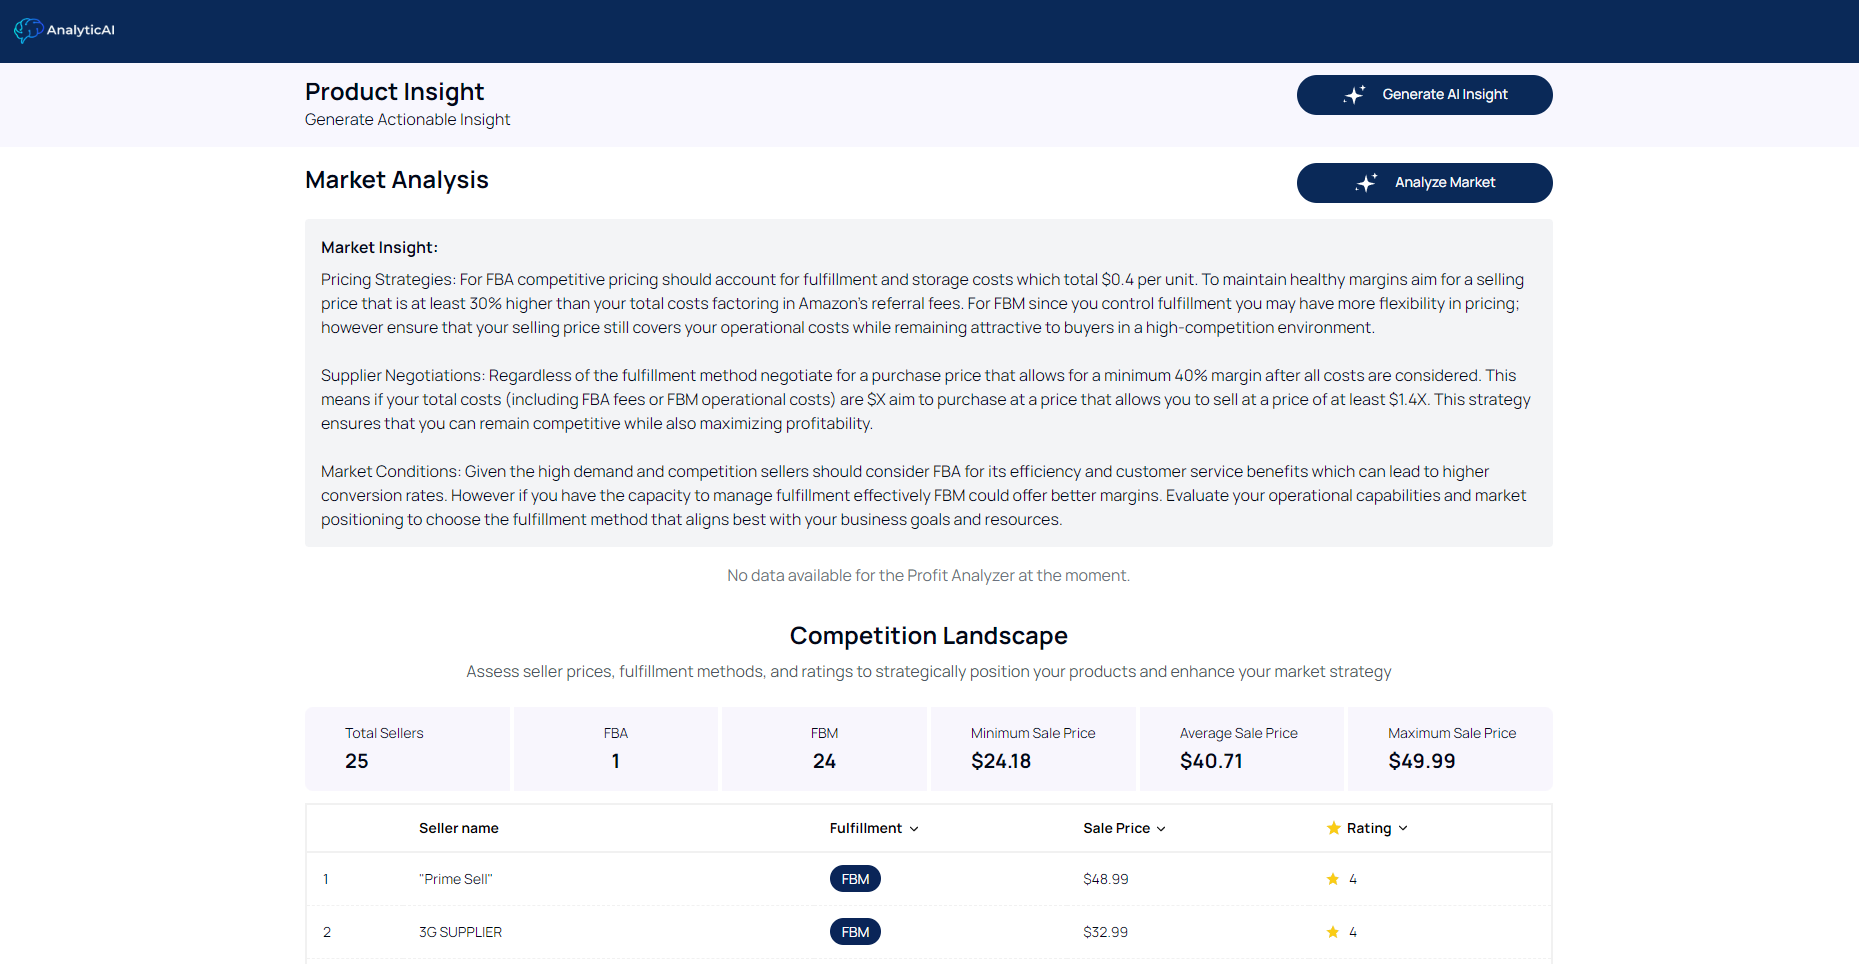 AnalyticAI
Product Insight
Generate Actionable Insight
Generate AI Insight
Market Analysis
Analyze Market
Market Insight:
Pricing Strategies: For FBA competitive pricing should account for fulfillment and storage costs which total $0.4 per unit. To maintain healthy margins aim for a selling
price that is at least 30% higher than your total costs factoring in Amazon's referral fees. For FBM since you control fulfillment you may have more flexibility in pricing;
however ensure that your selling price still covers your operational costs while remaining attractive to buyers in a high-competition environment.
Supplier Negotiations: Regardless of the fulfillment method negotiate for a purchase price that allows for a minimum 40% margin after all costs are considered. This
means if your total costs (including FBA fees or FBM operational costs) are $X aim to purchase at a price that allows you to sell at a price of at least $1.4X. This strategy
ensures that you can remain competitive while also maximizing profitability.
Market Conditions: Given the high demand and competition sellers should consider FBA for its efficiency and customer service benefits which can lead to higher
conversion rates. However if you have the capacity to manage fulfillment effectively FBM could offer better margins. Evaluate your operational capabilities and market
positioning to choose the fulfillment method that aligns best with your business goals and resources.
No data available for the Profit Analyzer at the moment.
Competition Landscape
Assess seller prices, fulfillment methods, and ratings to strategically position your products and enhance your market strategy
Total Sellers FBA FBM Minimum Sale Price Average Sale Price Maximum Sale Price
25 1 24 $24.18 $40.71 $49.99
Seller name Fulfillment Sale Price Rating
1 "Prime Sell" FBM $48.99 4
2 3G SUPPLIER FBM $32.99 4